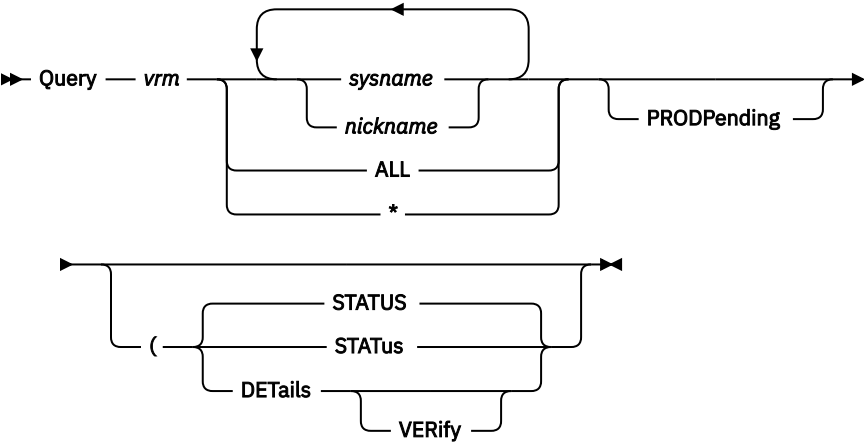 Query vrm sysname
nickname
PRODPending
ALL
*
STATUS
( STATus
DETails
VERify